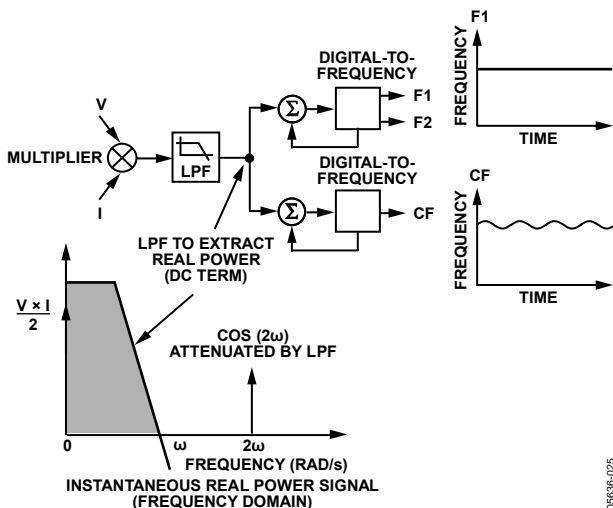 DIGITAL-TO-
FREQUENCY
F1
F2
V
MULTIPLIER
I
LPF
Σ
DIGITAL-TO-
FREQUENCY
Σ
CF
F1
FREQUENCY
TIME
CF
FREQUENCY
TIME
LPF TO EXTRACT
REAL POWER
(DC TERM)
V × I
2
COS (2ω)
ATTENUATED BY LPF
0
ω
2ω
FREQUENCY (RAD/s)
INSTANTANEOUS REAL POWER SIGNAL
(FREQUENCY DOMAIN)
05636-025